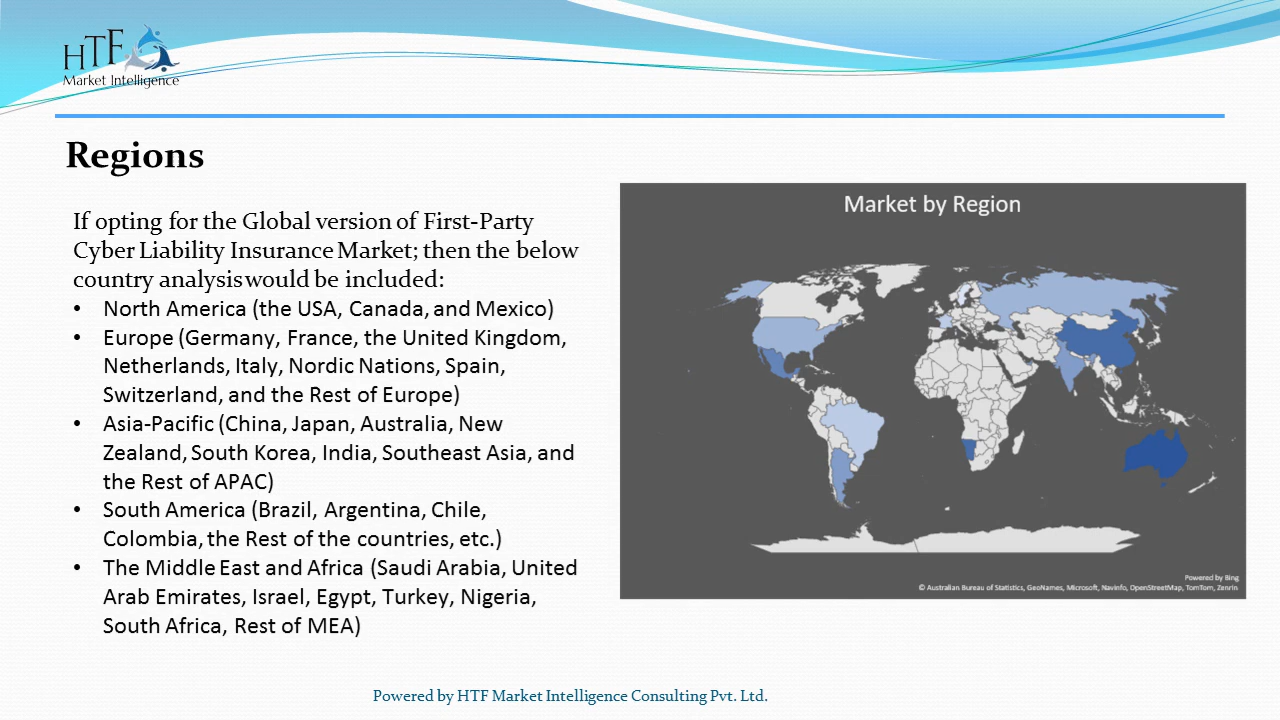 HTF
Market Intelligence
Regions
If opting for the Global version of First-Party
Cyber Liability Insurance Market; then the below
country analysis would be included:
• North America (the USA, Canada, and Mexico)
• Europe (Germany, France, the United Kingdom,
Netherlands, Italy, Nordic Nations, Spain,
Switzerland, and the Rest of Europe)
• Asia-Pacific (China, Japan, Australia, New
Zealand, South Korea, India, Southeast Asia, and
the Rest of APAC)
• South America (Brazil, Argentina, Chile,
Colombia, the Rest of the countries, etc.)
• The Middle East and Africa (Saudi Arabia, United
Arab Emirates, Israel, Egypt, Turkey, Nigeria,
South Africa, Rest of MEA)
Market by Region
Powered by Bing
© Australian Bureau of Statistics, GeoNames, Microsoft, Navinfo, OpenStreetMap, TomTom, Zenrin
Powered by HTF Market Intelligence Consulting Pvt. Ltd.